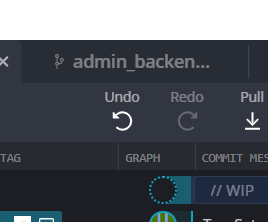 admin_backen...
Undo Redo Pull
TAG GRAPH COMMIT MES
// WIP